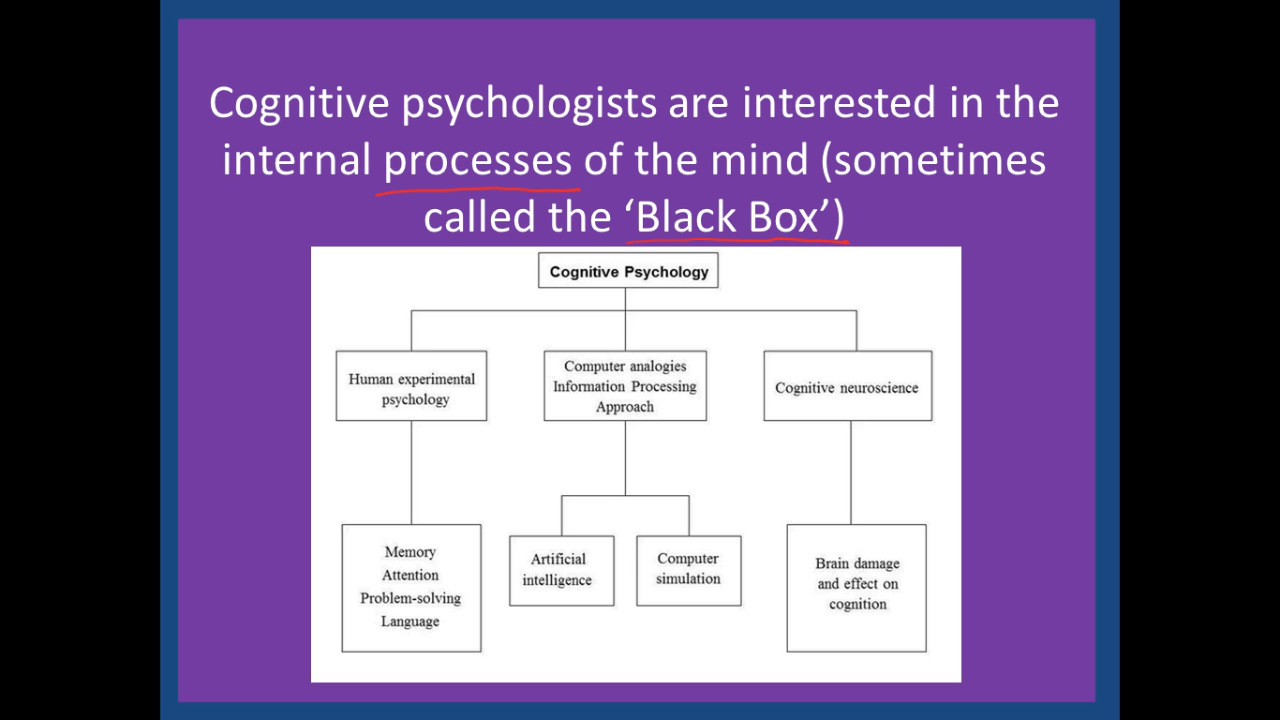 Cognitive psychologists are interested in the
internal processes of the mind (sometimes
called the ‘Black Box’)
Cognitive Psychology
Human experimental
psychology
Computer analogies
Information Processing
Approach
Cognitive neuroscience
Memory
Attention
Problem-solving
Language
Artificial
intelligence
Computer
simulation
Brain damage
and effect on
cognition